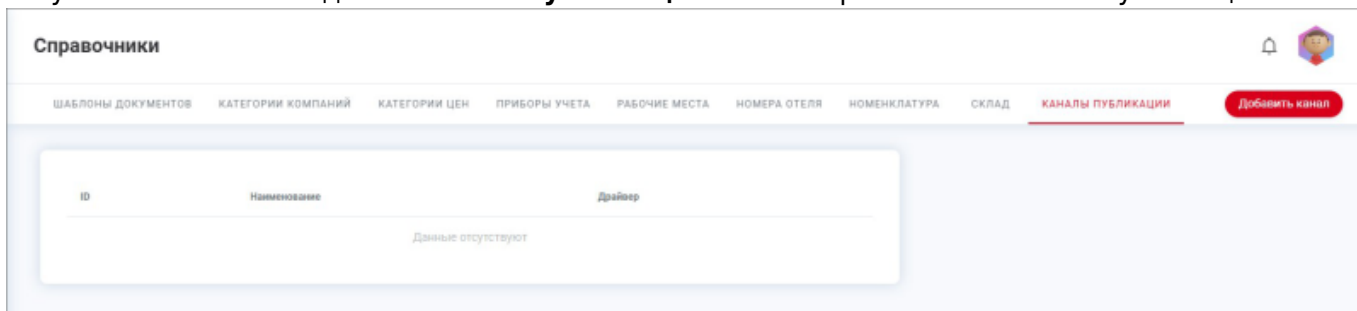 Справочники
ШАБЛОНЫ ДОКУМЕНТОВ КАТЕГОРИИ КОМПАНИЙ КАТЕГОРИИ ЦЕН ПРИБОРЫ УЧЕТА РАБОЧИЕ МЕСТА НОМЕРА ОТЕЛЯ НОМЕНКЛАТУРА СКЛАД КАНАЛЫ ПУБЛИКАЦИИ Добавить канал
ID Наименование Драйвер
Данные отсутствуют